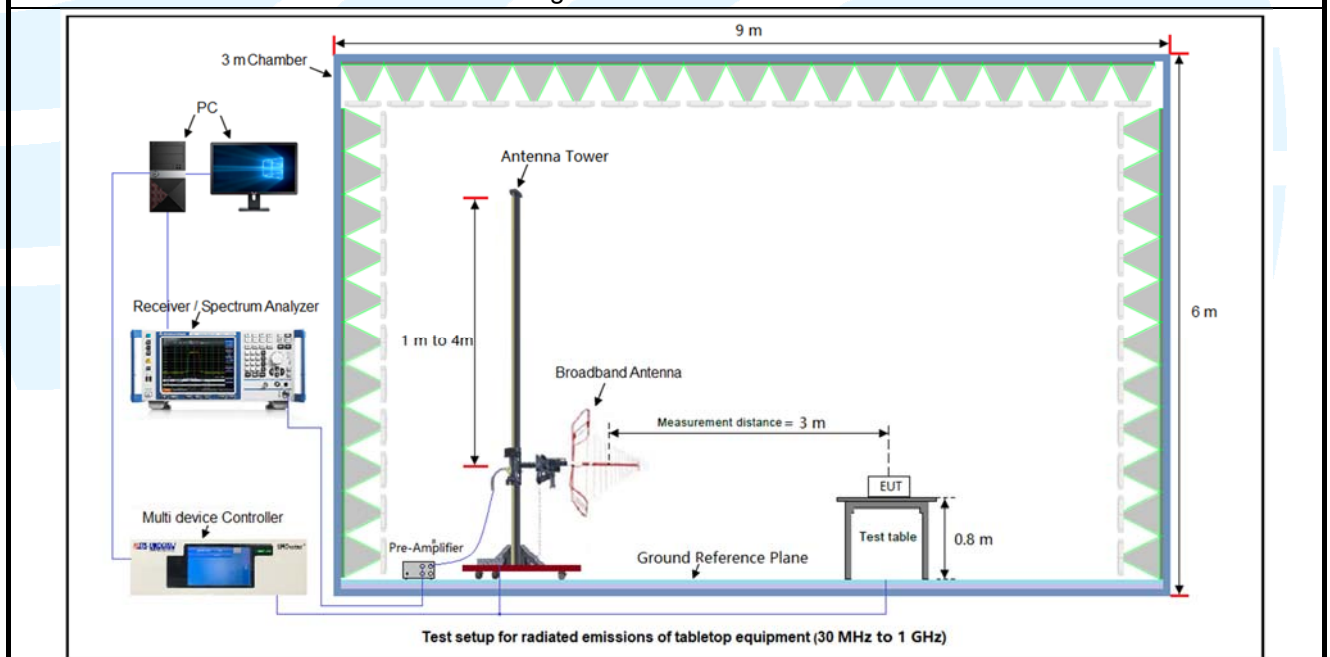 9 m
3 m Chamber
PC
Antenna Tower
6 m
Receiver / Spectrum Analyzer
1 m to 4m
Broadband Antenna
Measurement distance = 3 m
EUT
Multi device Controller
Pre-Amplifier
Test table
0.8 m
Ground Reference Plane
Test setup for radiated emissions of tabletop equipment (30 MHz to 1 GHz)